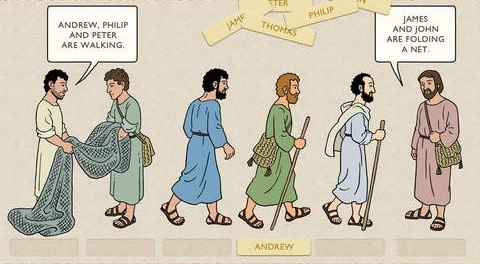 ANDREW, PHILIP
AND PETER
ARE WALKING.
PHILIP
THOMAS
JAMES
AND JOHN
ARE FOLDING
A NET.
ANDREW